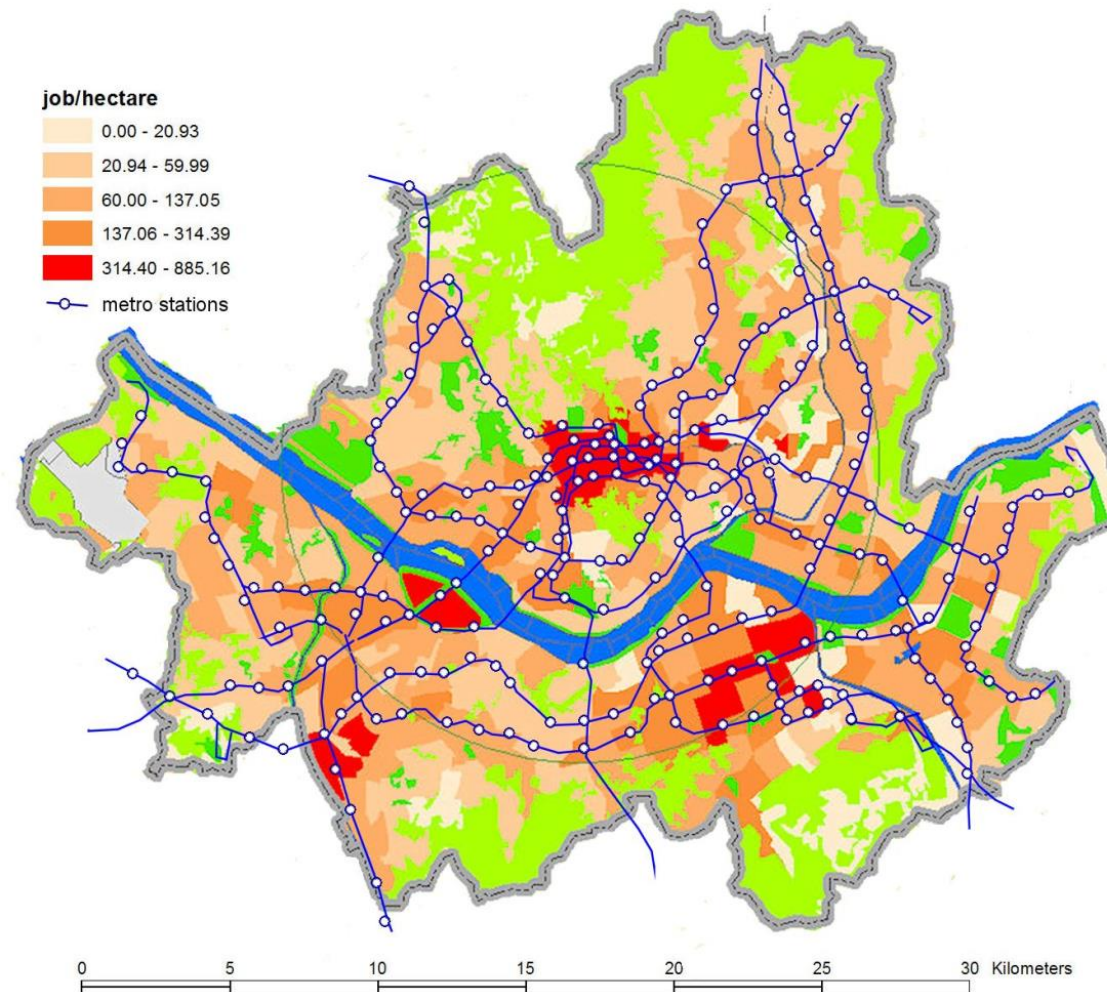 job/hectare
0.00 - 20.93
20.94 - 59.99
60.00 - 137.05
137.06 - 314.39
314.40 - 885.16
metro stations
0 5 10 15 20 25 30 Kilometers